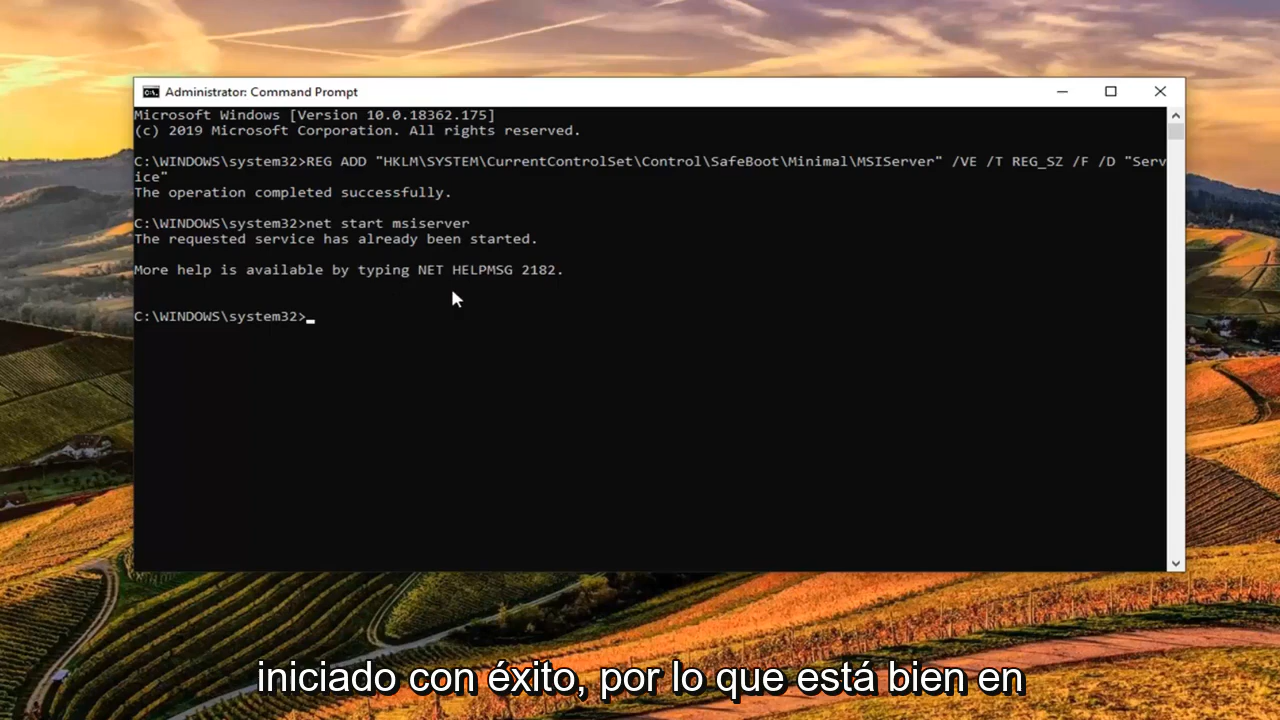 Administrator: Command Prompt
Microsoft Windows [Version 10.0.18362.175]
(c) 2019 Microsoft Corporation. All rights reserved.
C:\WINDOWS\system32>REG ADD "HKLM\SYSTEM\CurrentControlSet\Control\SafeBoot\Minimal\MSIServer" /VE /T REG_SZ /F /D "Serv
ice"
The operation completed successfully.
C:\WINDOWS\system32>net start msiserver
The requested service has already been started.
More help is available by typing NET HELPMSG 2182.
C:\WINDOWS\system32>_
iniciado con éxito, por lo que está bien en